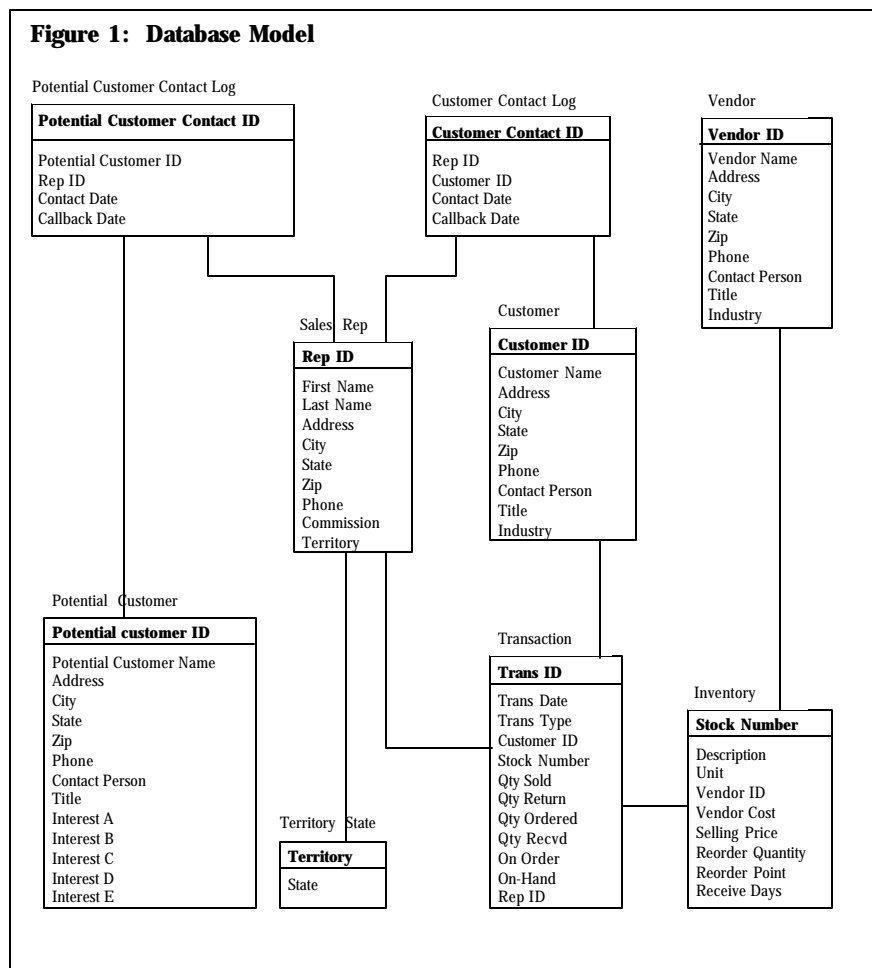 Figure 1: Database Model
Potential Customer Contact Log
Potential Customer Contact ID
Potential Customer ID
Rep ID
Contact Date
Callback Date
Customer Contact Log
Customer Contact ID
Rep ID
Customer ID
Contact Date
Callback Date
Vendor
Vendor ID
Vendor Name
Address
City
State
Zip
Phone
Contact Person
Title
Industry
Sales Rep
Rep ID
First Name
Last Name
Address
City
State
Zip
Phone
Commission
Territory
Customer
Customer ID
Customer Name
Address
City
State
Zip
Phone
Contact Person
Title
Industry
Potential Customer
Potential customer ID
Potential Customer Name
Address
City
State
Zip
Phone
Contact Person
Title
Interest A
Interest B
Interest C
Interest D
Interest E
Territory State
Territory
State
Transaction
Trans ID
Trans Date
Trans Type
Customer ID
Stock Number
Qty Sold
Qty Return
Qty Ordered
Qty Recvd
On Order
On-Hand
Rep ID
Inventory
Stock Number
Description
Unit
Vendor ID
Vendor Cost
Selling Price
Reorder Quantity
Reorder Point
Receive Days